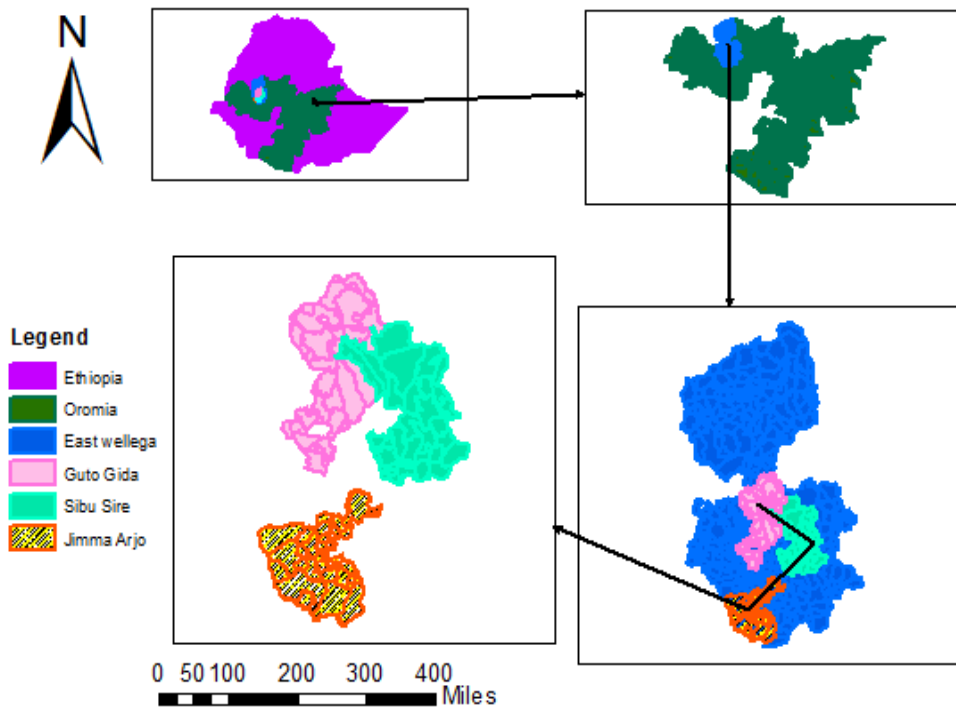 N
Legend
Ethiopia
Oromia
East wellega
Guto Gida
Sibu Sire
Jimma Arjo
0 50 100 200 300 400
Miles